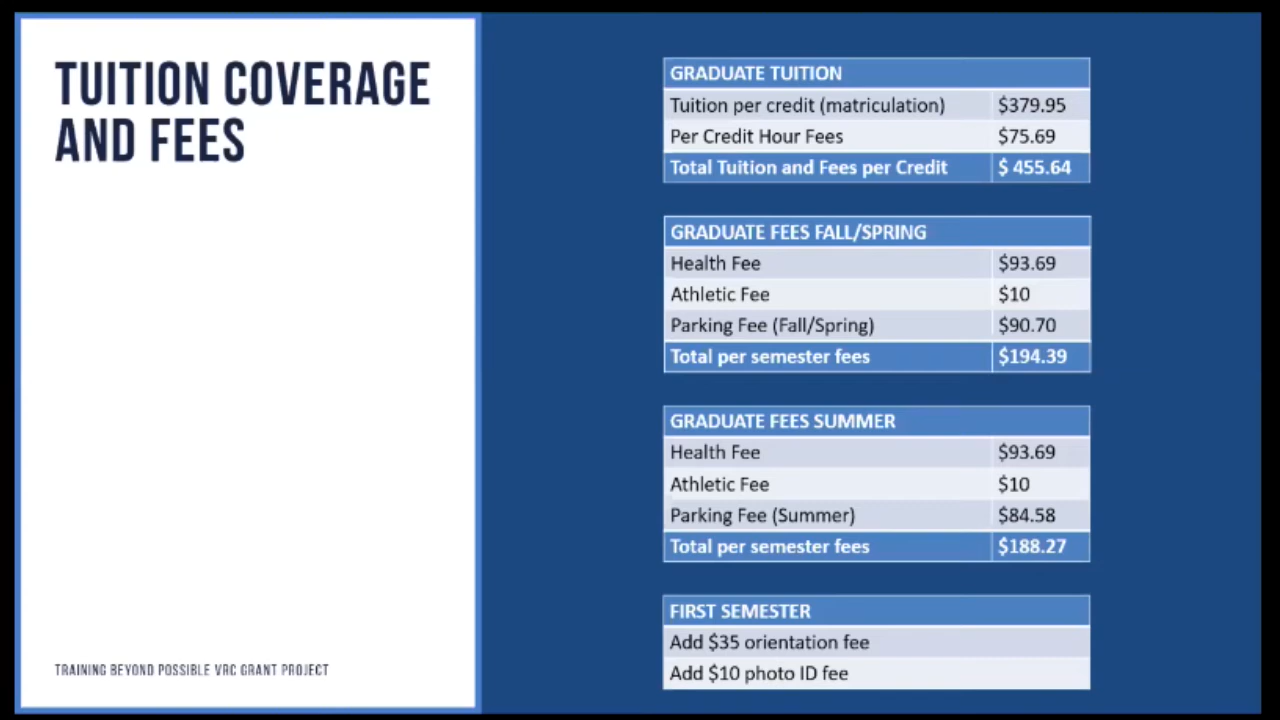 TUITION COVERAGE
AND FEES
TRAINING BEYOND POSSIBLE VRC GRANT PROJECT
GRADUATE TUITION
Tuition per credit (matriculation) $379.95
Per Credit Hour Fees $75.69
Total Tuition and Fees per Credit $ 455.64
GRADUATE FEES FALL/SPRING
Health Fee $93.69
Athletic Fee $10
Parking Fee (Fall/Spring) $90.70
Total per semester fees $194.39
GRADUATE FEES SUMMER
Health Fee $93.69
Athletic Fee $10
Parking Fee (Summer) $84.58
Total per semester fees $188.27
FIRST SEMESTER
Add $35 orientation fee
Add $10 photo ID fee